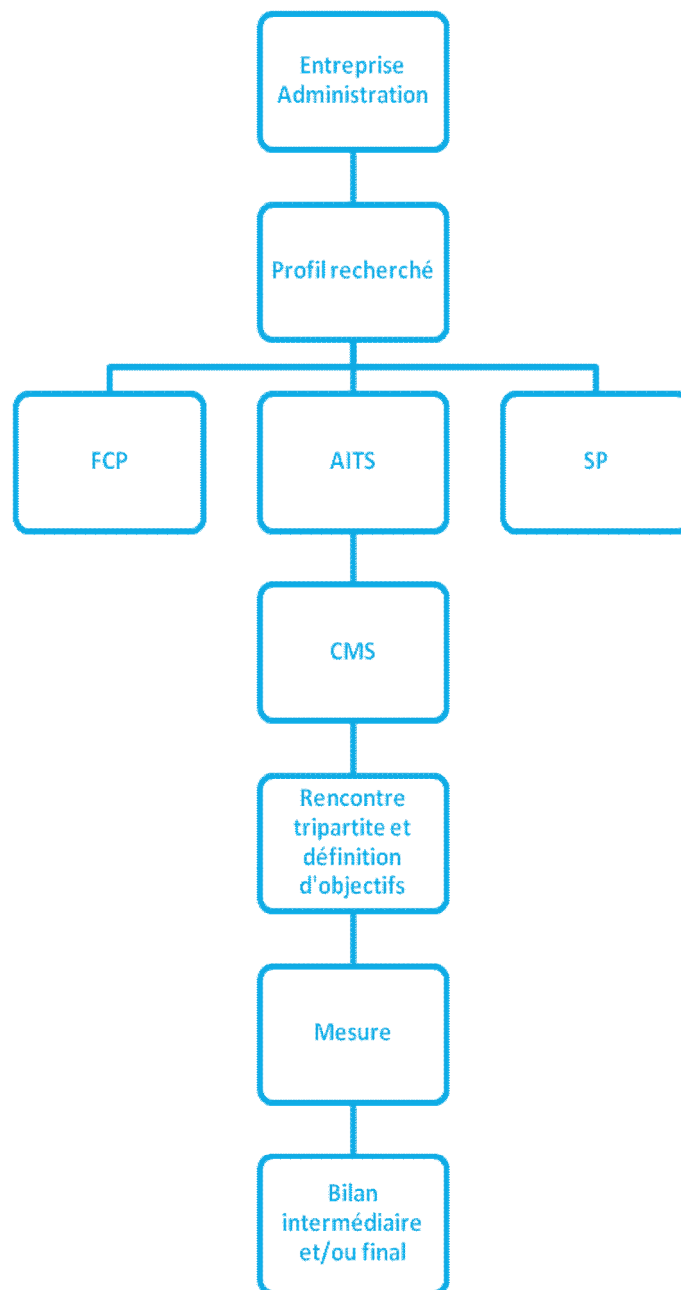 Entreprise
Administration
Profil recherché
FCP
AITS
SP
CMS
Rencontre
tripartite et
définition
d'objectifs
Mesure
Bilan
intermédiaire
et/ou final